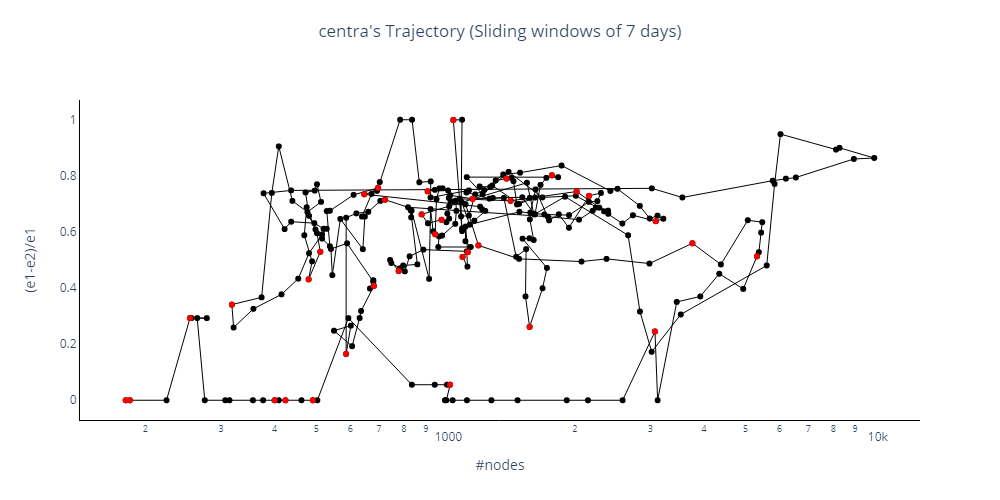 centra's Trajectory (Sliding windows of 7 days)
(e1-e2)/e1
1
0.8
0.6
0.4
0.2
0
2 3 4 5 6 7 8 9 1000 2 3 4 5 6 7 8 9 10k
#nodes